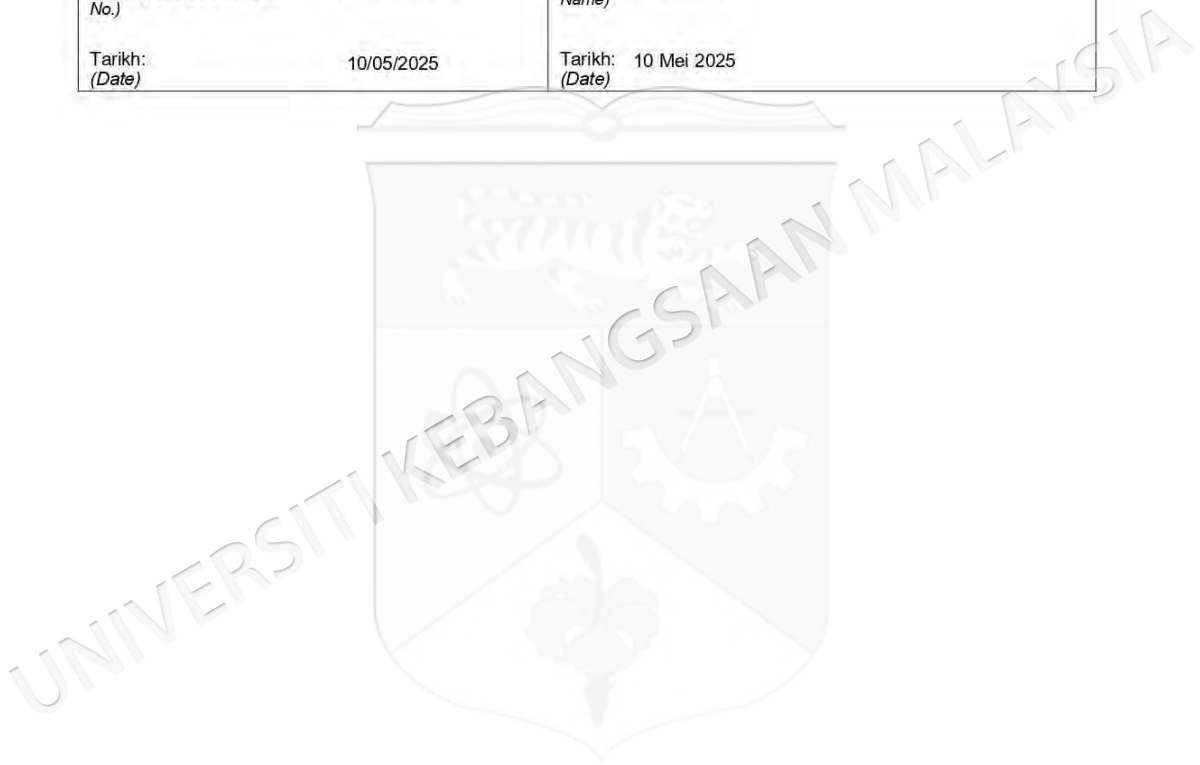 No.)
Name)
Tarikh: 10/05/2025
(Date)
Tarikh: 10 Mei 2025
(Date)
UNIVERSITI KEBANGSAAN MALAYSIA